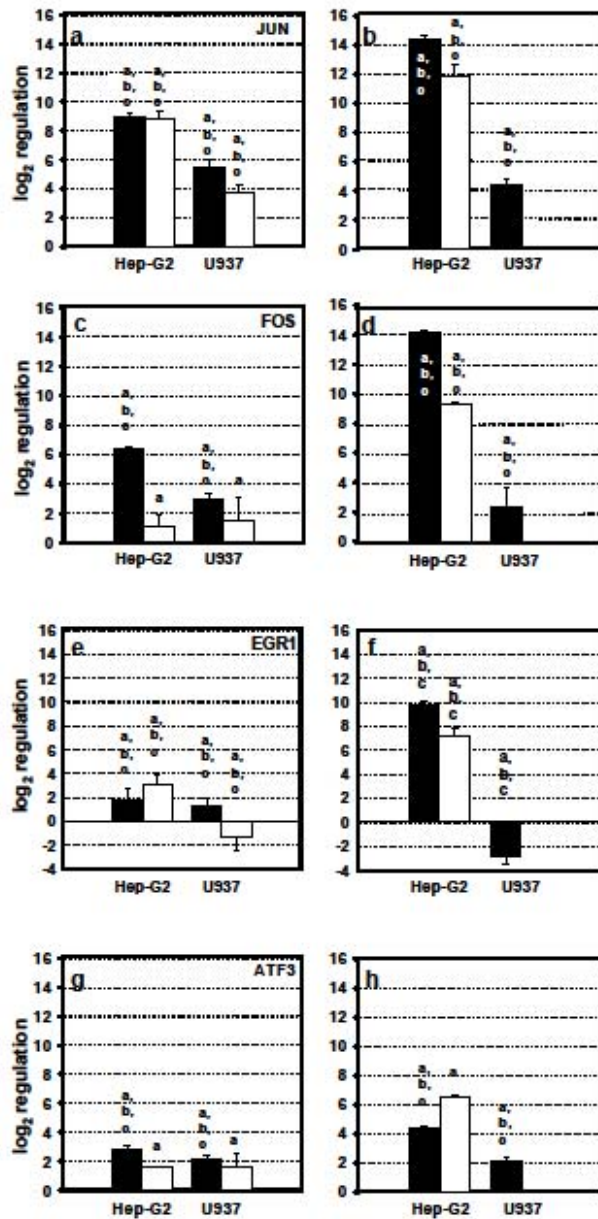 log2 regulation
a
JUN
16
14
12
10
8
6
4
2
0
a,
b,
o
a,
b,
o
a,
b,
o
a,
b,
o
Hep-G2
U937
b
16
14
12
10
8
6
4
2
0
a,
b,
o
a,
b,
o
a,
b,
o
Hep-G2
U937
log2 regulation
c
FOS
16
14
12
10
8
6
4
2
0
a,
b,
o
a
a,
b,
o
a
Hep-G2
U937
d
16
14
12
10
8
6
4
2
0
a,
b,
o
a,
b,
o
a,
b,
o
Hep-G2
U937
log2 regulation
e
EGR1
16
14
12
10
8
6
4
2
0
-2
-4
a,
b,
o
a,
b,
o
a,
b,
o
a,
b,
o
Hep-G2
U937
f
16
14
12
10
8
6
4
2
0
-2
-4
a,
b,
c
a,
b,
c
a,
b,
c
Hep-G2
U937
log2 regulation
g
ATF3
16
14
12
10
8
6
4
2
0
a,
b,
o
a
a,
b,
o
a
Hep-G2
U937
h
16
14
12
10
8
6
4
2
0
a,
b,
o
a
a,
b,
o
Hep-G2
U937